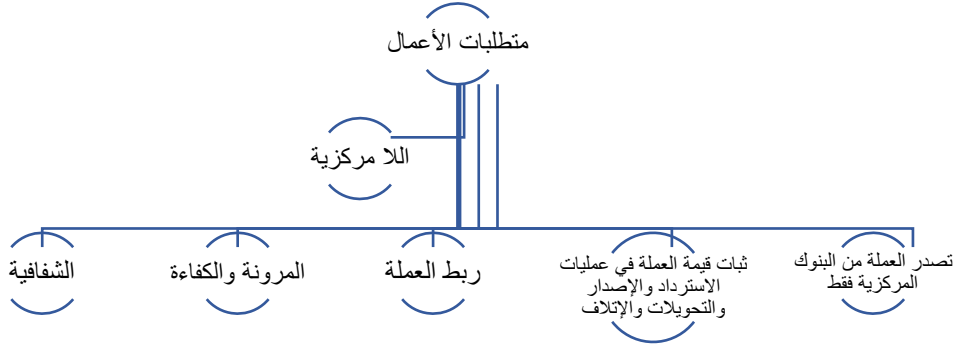 متطلبات الأعمال
اللا مركزية
تصدر العملة من البنوك
المركزية فقط
ثبات قيمة العملة في عمليات
الاسترداد والإصدار
والتحويلات والإتلاف
ربط العملة
المرونة والكفاءة
الشفافية